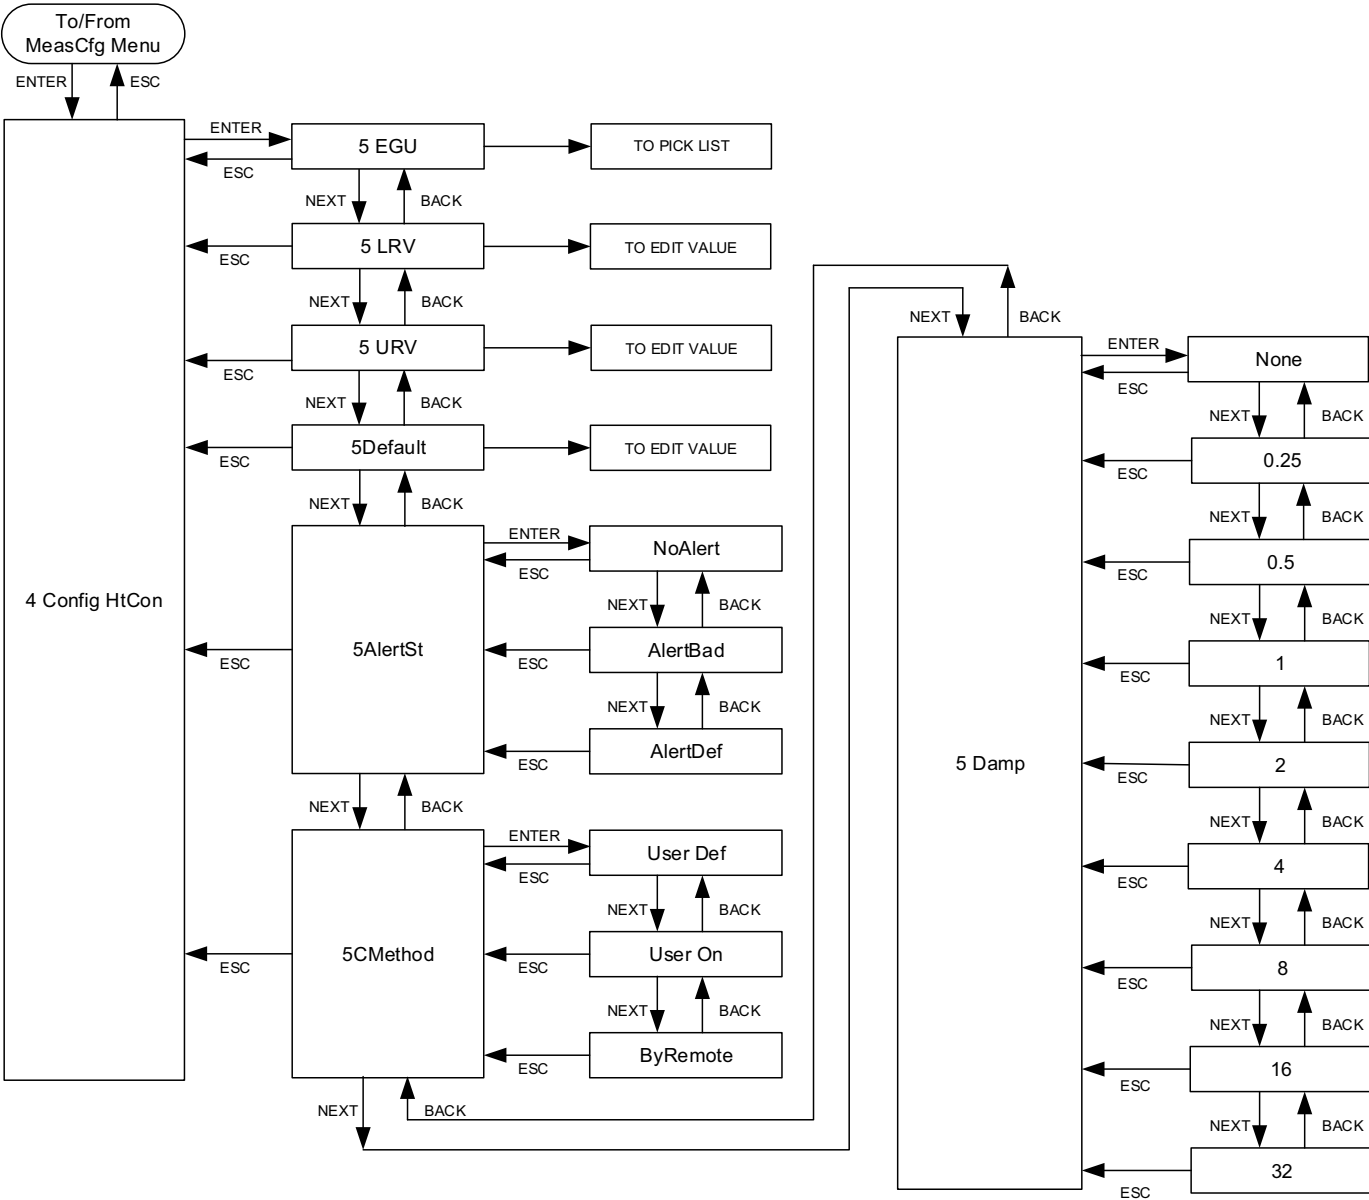 To/From
MeasCfg Menu
ENTER
ESC
4 Config HtCon
ENTER
ESC
5 EGU
TO PICK LIST
NEXT
BACK
ESC
5 LRV
TO EDIT VALUE
NEXT
BACK
ESC
5 URV
TO EDIT VALUE
NEXT
BACK
ESC
5Default
TO EDIT VALUE
NEXT
BACK
ESC
5AlertSt
ENTER
ESC
NoAlert
NEXT
BACK
ESC
AlertBad
NEXT
BACK
ESC
AlertDef
NEXT
BACK
ESC
5CMethod
ENTER
ESC
User Def
NEXT
BACK
ESC
User On
NEXT
BACK
ESC
ByRemote
NEXT
BACK
NEXT
BACK
5 Damp
ENTER
ESC
None
NEXT
BACK
ESC
0.25
NEXT
BACK
ESC
0.5
NEXT
BACK
ESC
1
NEXT
BACK
ESC
2
NEXT
BACK
ESC
4
NEXT
BACK
ESC
8
NEXT
BACK
ESC
16
NEXT
BACK
ESC
32